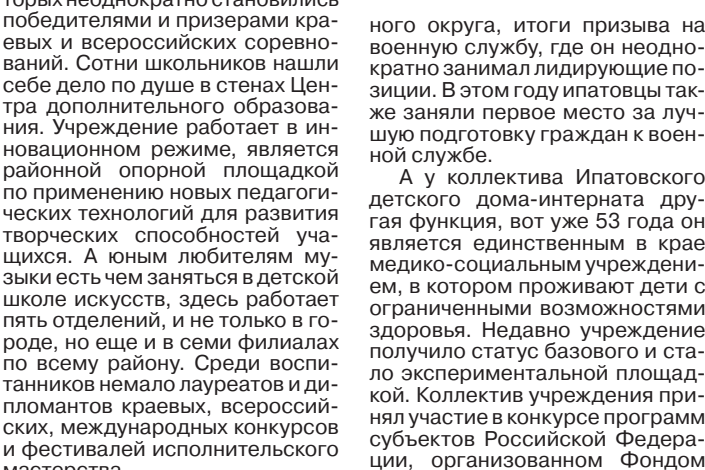 торых неоднократно становились
победителями и призерами кра-
евых и всероссийских соревно-
ваний. Сотни школьников нашли
себе дело по душе в стенах Цен-
тра дополнительного образова-
ния. Учреждение работает в ин-
новационном режиме, является
районной опорной площадкой
по применению новых педагоги-
ческих технологий для развития
творческих способностей уча-
щихся. А юным любителям му-
зыки есть чем заняться в детской
школе искусств, здесь работает
пять отделений, и не только в го-
роде, но еще и в семи филиалах
по всему району. Среди воспи-
танников немало лауреатов и ди-
пломантов краевых, всероссий-
ских, международных конкурсов
и фестивалей исполнительского
мастерства.
ного округа, итоги призыва на
военную службу, где он неодно-
кратно занимал лидирующие по-
зиции. В этом году ипатовцы так-
же заняли первое место за луч-
шую подготовку граждан к воен-
ной службе.
А у коллектива Ипатовского
детского дома-интерната дру-
гая функция, вот уже 53 года он
является единственным в крае
медико-социальным учреждени-
ем, в котором проживают дети с
ограниченными возможностями
здоровья. Недавно учреждение
получило статус базового и ста-
ло экспериментальной площад-
кой. Коллектив учреждения при-
нял участие в конкурсе программ
субъектов Российской Федера-
ции, организованном Фондом